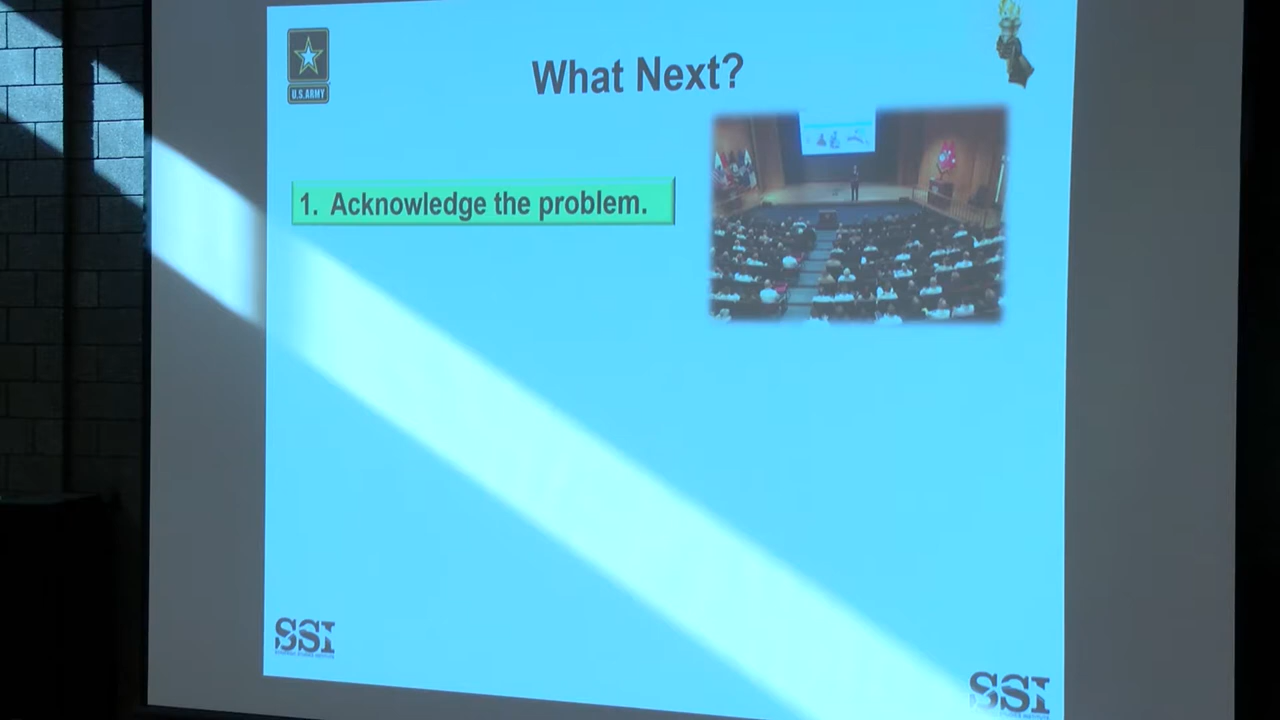 What Next?
U.S.ARMY
1. Acknowledge the problem.
SSI
SSI